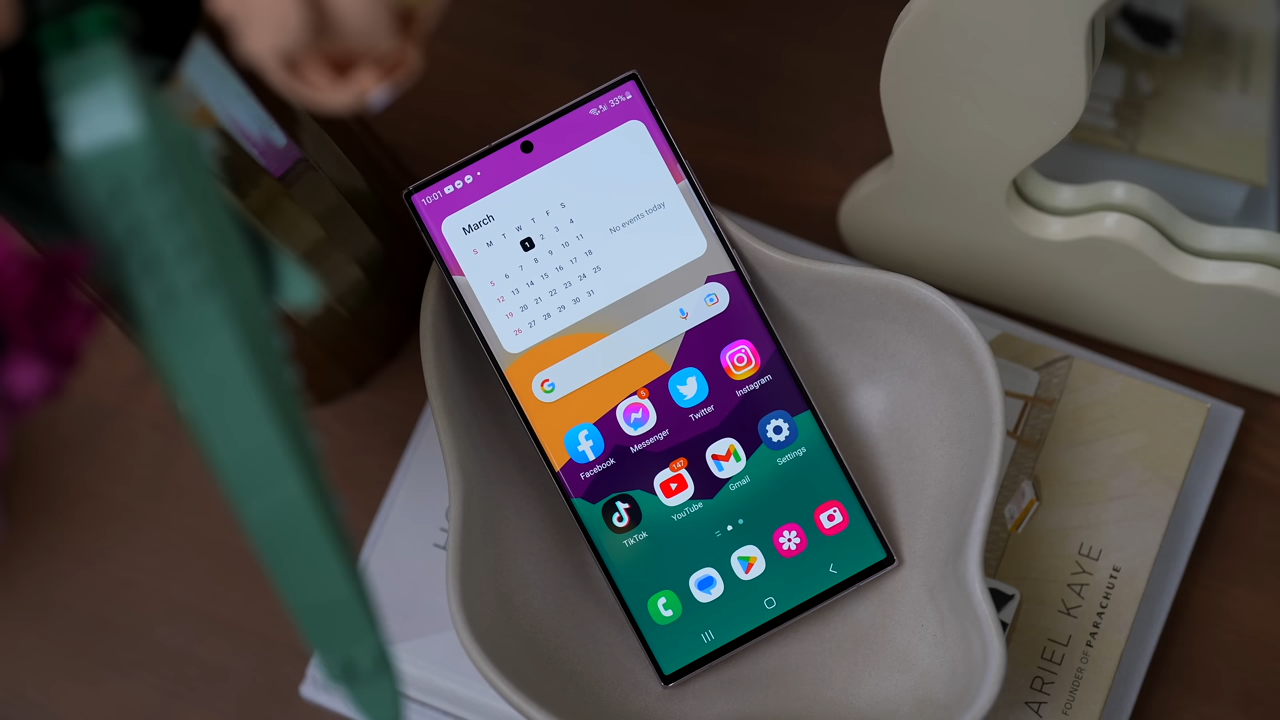 10:01
33%
March
S M T W T F S
1 2 3 4
5 6 7 8 9 10 11
12 13 14 15 16 17 18
19 20 21 22 23 24 25
26 27 28 29 30 31
No events today
G
5
Facebook
Messenger
Twitter
Instagram
147
TikTok
YouTube
Gmail
Settings
ARIEL KAYE
FOUNDER OF PARACHUTE